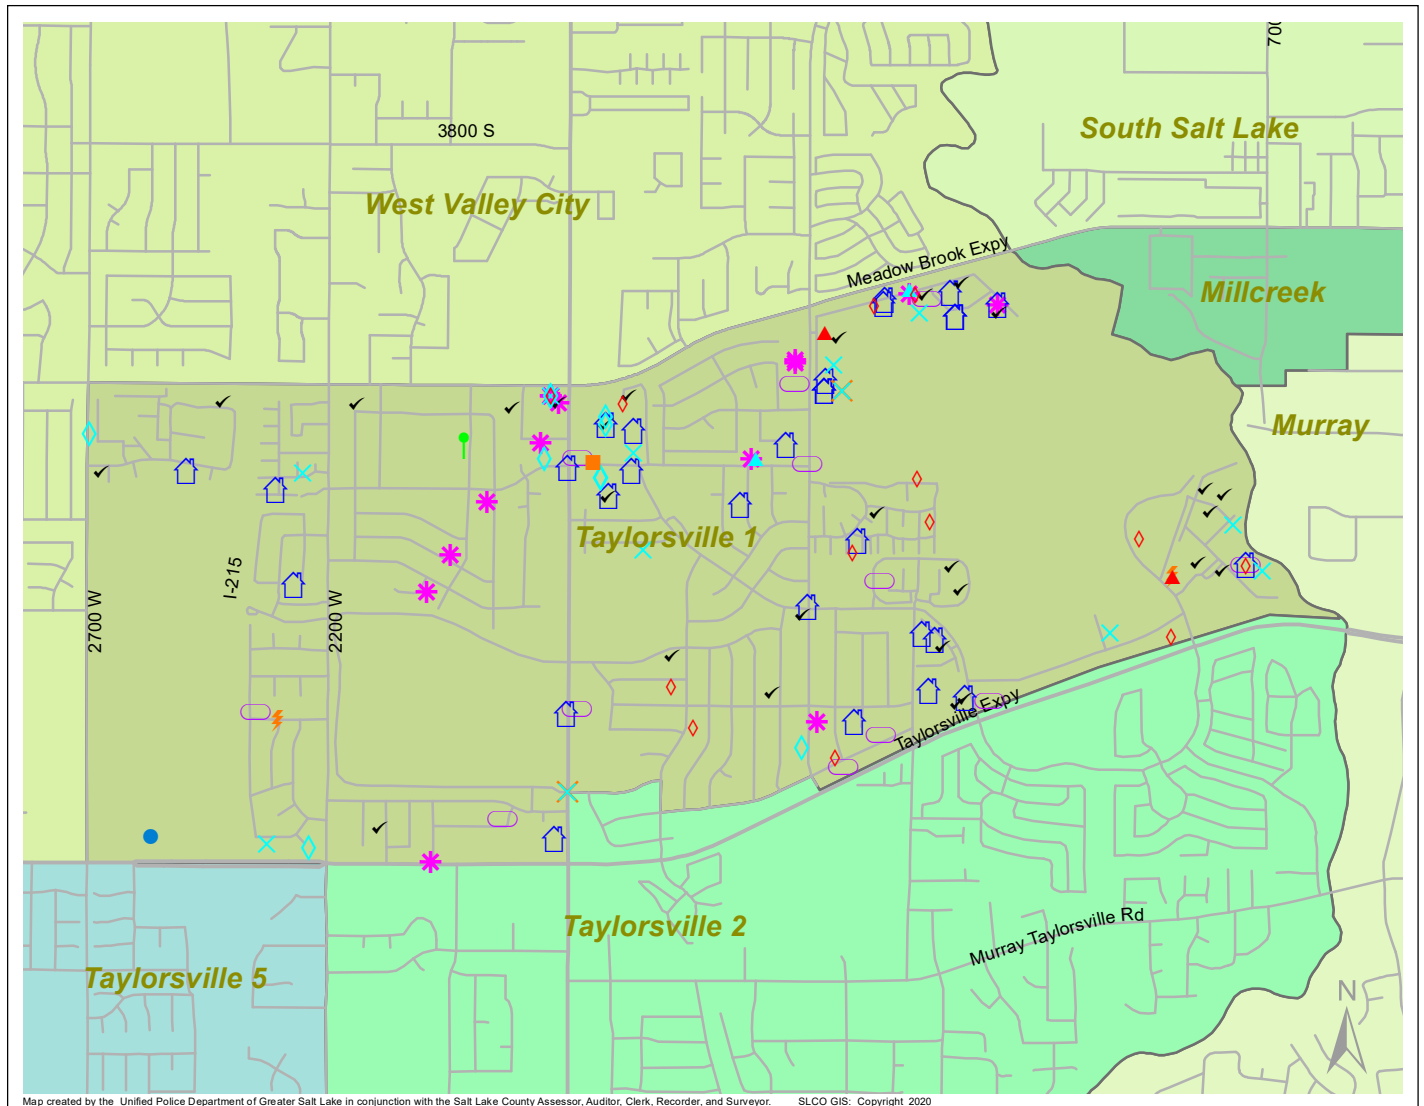 700
South Salt Lake
3800 S
West Valley City
Meadow Brook Expy
Millcreek
Murray
Taylorsville 1
I-215
2700 W
2200 W
Taylorsville Expy
Taylorsville 2
Murray Taylorsville Rd
Taylorsville 5
N
Map created by the Unified Police Department of Greater Salt Lake in conjunction with the Salt Lake County Assessor, Auditor, Clerk, Recorder, and Surveyor. SLCO GIS: Copyright 2020